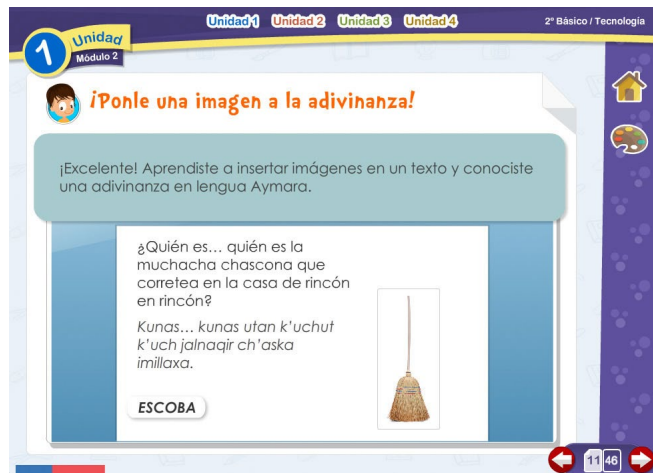 Unidad 1 Unidad 2 Unidad 3 Unidad 4
2º Básico / Tecnología
1 Unidad
Módulo 2
¡Ponle una imagen a la adivinanza!
¡Excelente! Aprendiste a insertar imágenes en un texto y conociste
una adivinanza en lengua Aymara.
¿Quién es... quién es la
muchacha chascona que
corretea en la casa de rincón
en rincón?
Kunas... kunas utan k'uchut
k'uch jalnaqir ch'aska
imillaxa.
ESCOBA
11 46